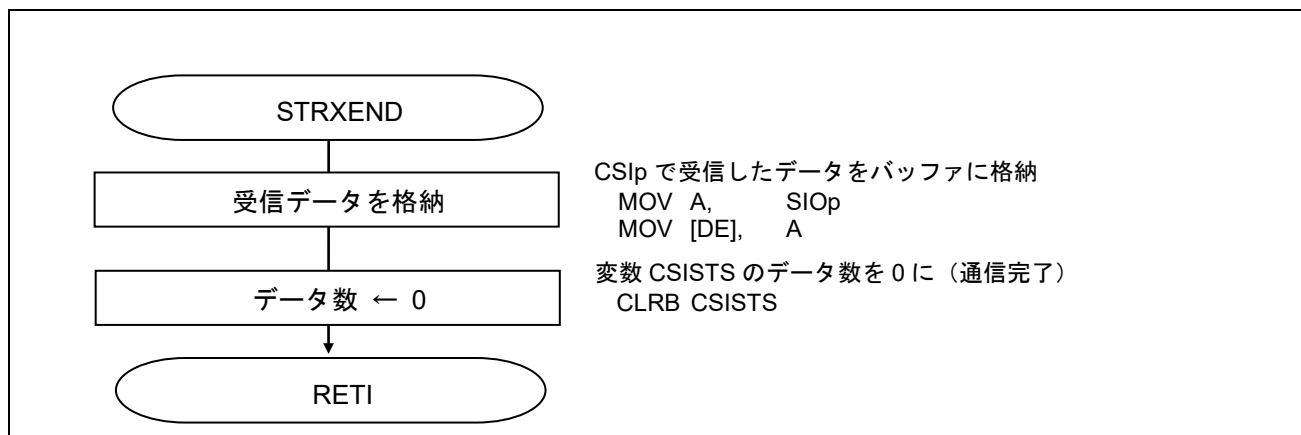 STRXEND
受信データを格納
CSIp で受信したデータをバッファに格納
MOV A, SIOp
MOV [DE], A
データ数 ← 0
変数 CSISTS のデータ数を 0 に（通信完了）
CLRB CSISTS
RETI